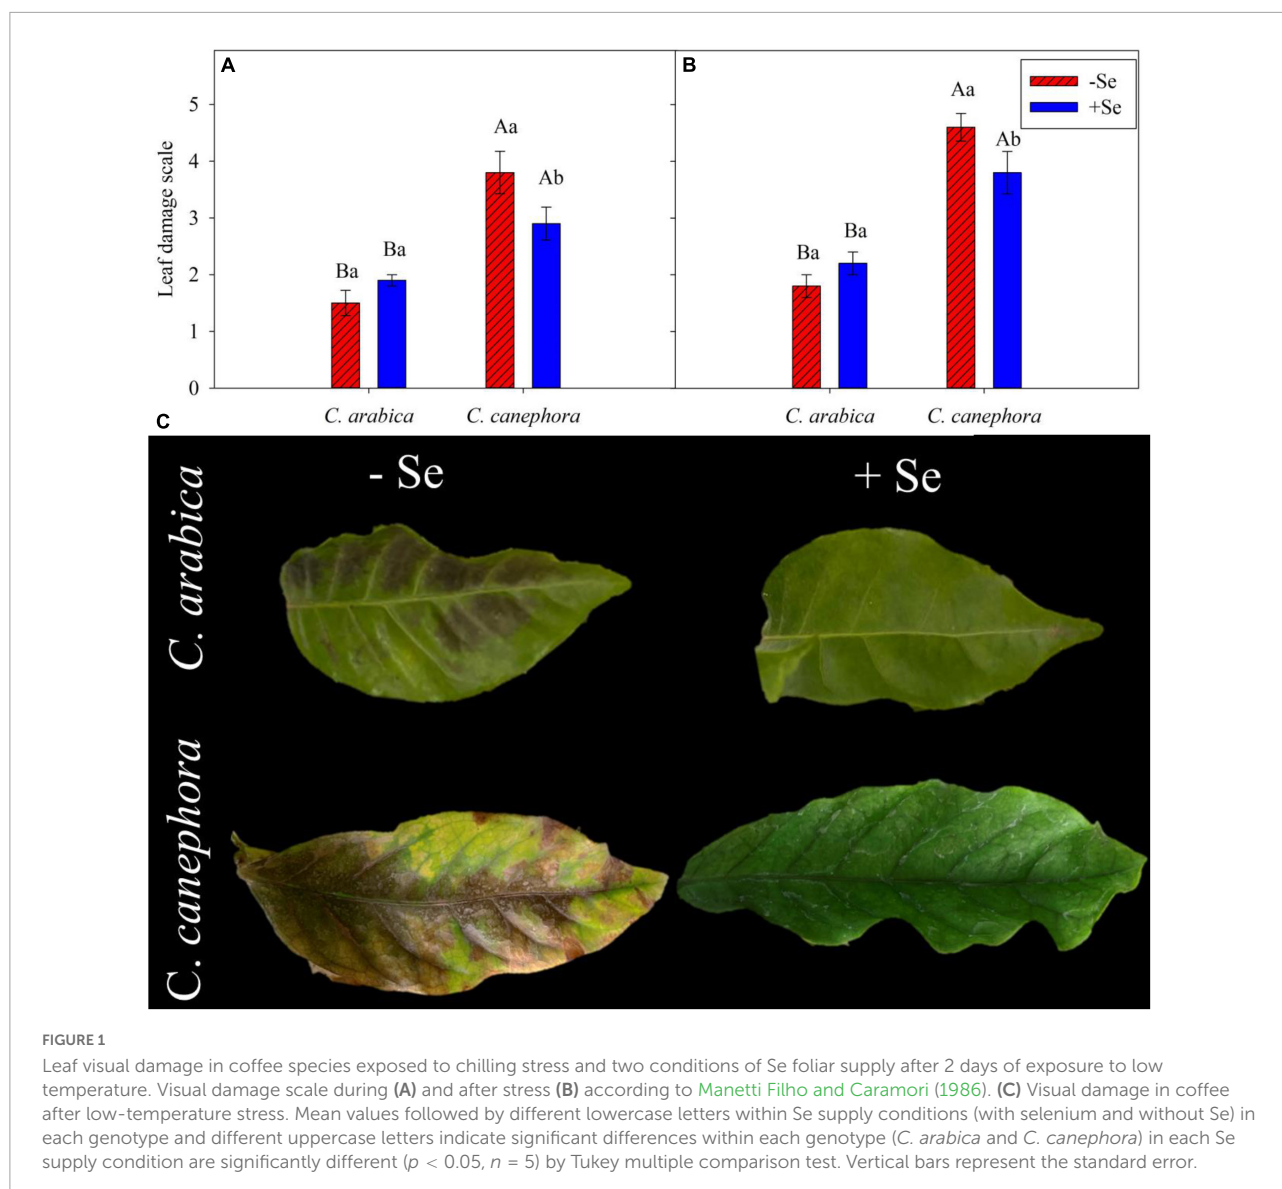 A
B
-Se
+Se
Leaf damage scale
5
4
3
2
1
0
Ba
Ba
Aa
Ab
Ba
Ba
Aa
Ab
C. arabica
C. canephora
C. arabica
C. canephora
C
- Se
+ Se
C. arabica
C. canephora
FIGURE 1
Leaf visual damage in coffee species exposed to chilling stress and two conditions of Se foliar supply after 2 days of exposure to low
temperature. Visual damage scale during (A) and after stress (B) according to Manetti Filho and Caramori (1986). (C) Visual damage in coffee
after low-temperature stress. Mean values followed by different lowercase letters within Se supply conditions (with selenium and without Se) in
each genotype and different uppercase letters indicate significant differences within each genotype (C. arabica and C. canephora) in each Se
supply condition are significantly different (p < 0.05, n = 5) by Tukey multiple comparison test. Vertical bars represent the standard error.